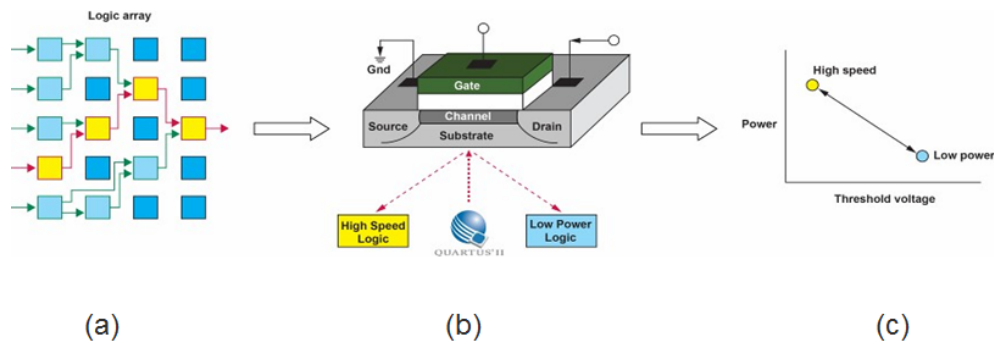 Logic array
Gnd
Gate
Channel
Source
Substrate
Drain
High Speed
Logic
QUARTUS® II
Low Power
Logic
High speed
Power
Low power
Threshold voltage
(a)
(b)
(c)